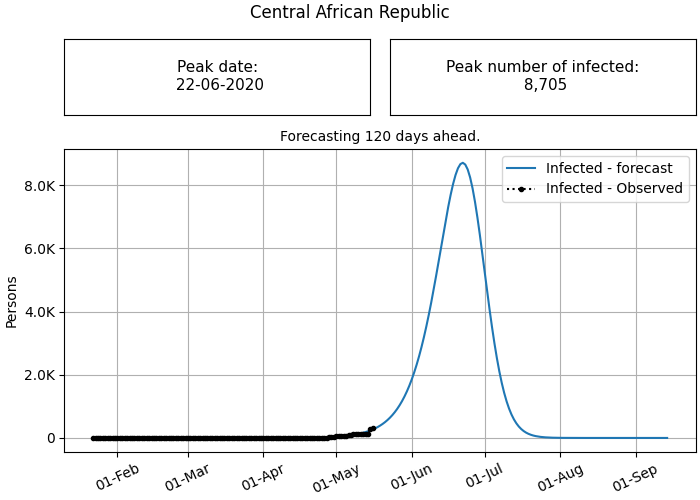 Central African Republic
Peak date:
22-06-2020
Peak number of infected:
8,705
Forecasting 120 days ahead.
Infected - forecast
Infected - Observed
Persons
8.0K
6.0K
4.0K
2.0K
0
01-Feb
01-Mar
01-Apr
01-May
01-Jun
01-Jul
01-Aug
01-Sep